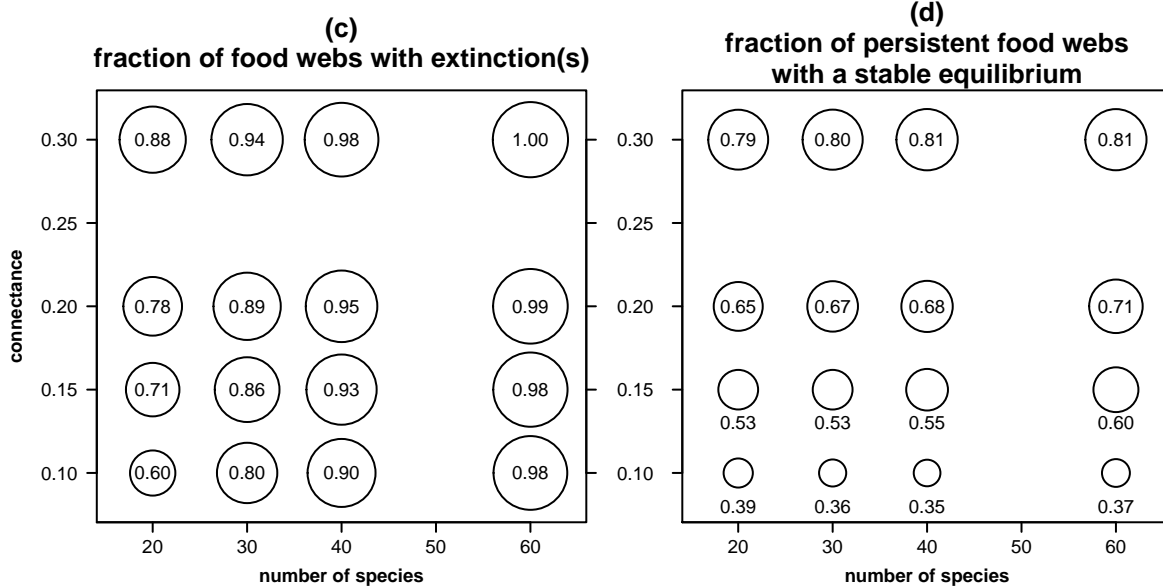 (c)
fraction of food webs with extinction(s)
connectance
0.30
0.25
0.20
0.15
0.10
0.88 0.94 0.98 1.00
0.78 0.89 0.95 0.99
0.71 0.86 0.93 0.98
0.60 0.80 0.90 0.98
20 30 40 50 60
number of species
(d)
fraction of persistent food webs
with a stable equilibrium
0.30
0.25
0.20
0.15
0.10
0.79 0.80 0.81 0.81
0.65 0.67 0.68 0.71
0.53 0.53 0.55 0.60
0.39 0.36 0.35 0.37
20 30 40 50 60
number of species